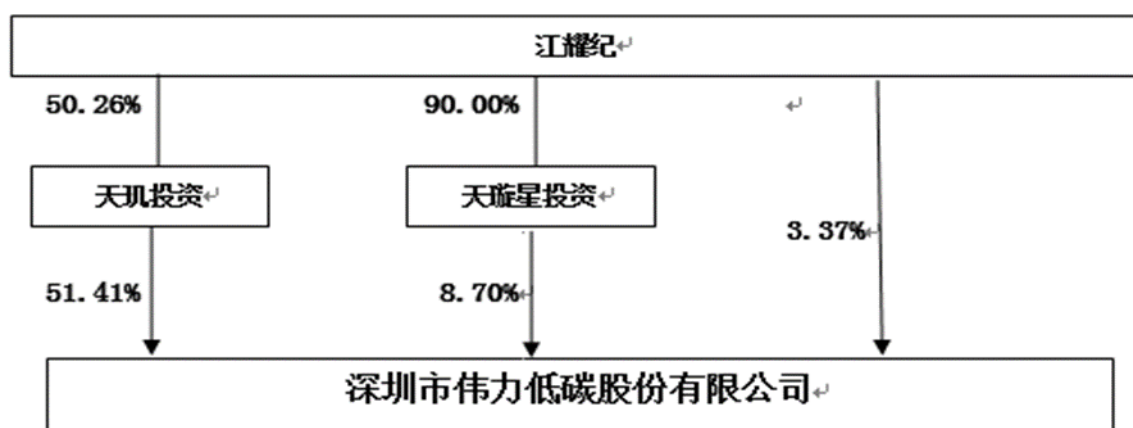 江耀纪
50.26%
90.00%
天玑投资
天璇星投资
3.37%
51.41%
8.70%
深圳市伟力低碳股份有限公司